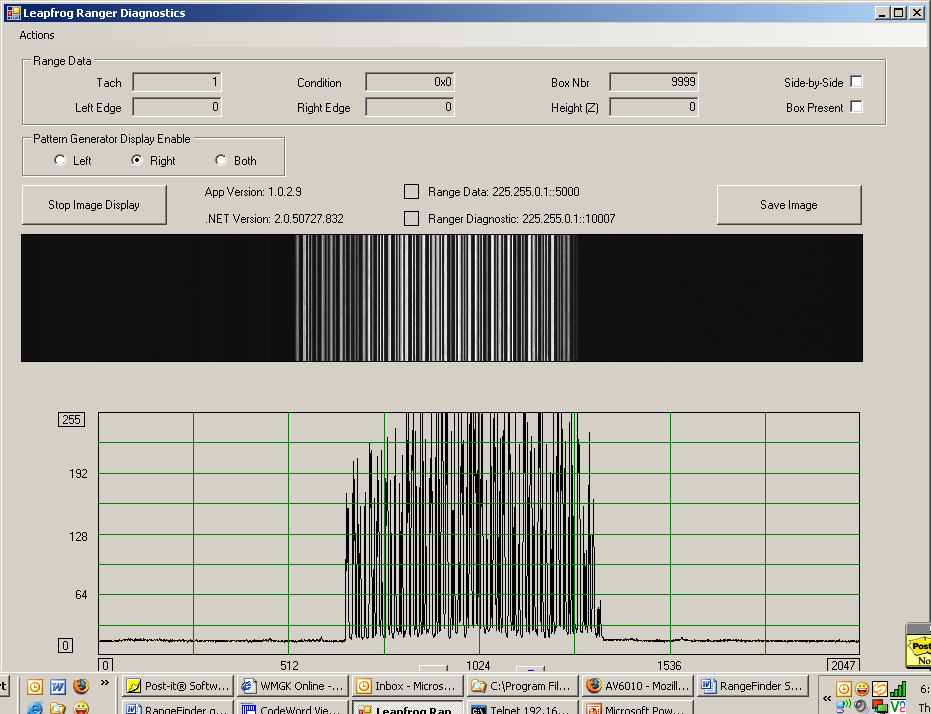 Leapfrog Ranger Diagnostics
Actions
Range Data
Tach 1 Condition 0x0 Box Nbr 9999 Side-by-Side
Left Edge 0 Right Edge 0 Height (Z) 0 Box Present
Pattern Generator Display Enable
Left Right Both
Stop Image Display
App Version: 1.0.2.9
.NET Version: 2.0.50727.832
Range Data: 225.255.0.1::5000
Ranger Diagnostic: 225.255.0.1::10007
Save Image
255
192
128
64
0
0 512 1024 1536 2047
Post
No
rt » Post-it® Softw... WMGK Online -... Inbox - Micros... C:\Program Fil... AV6010 - Mozill... RangeFinder S... « 6:
RangeFinder g... CodeWord Vie... Leapfrog Ran... Telnet 192.16... Microsoft Pow... Th